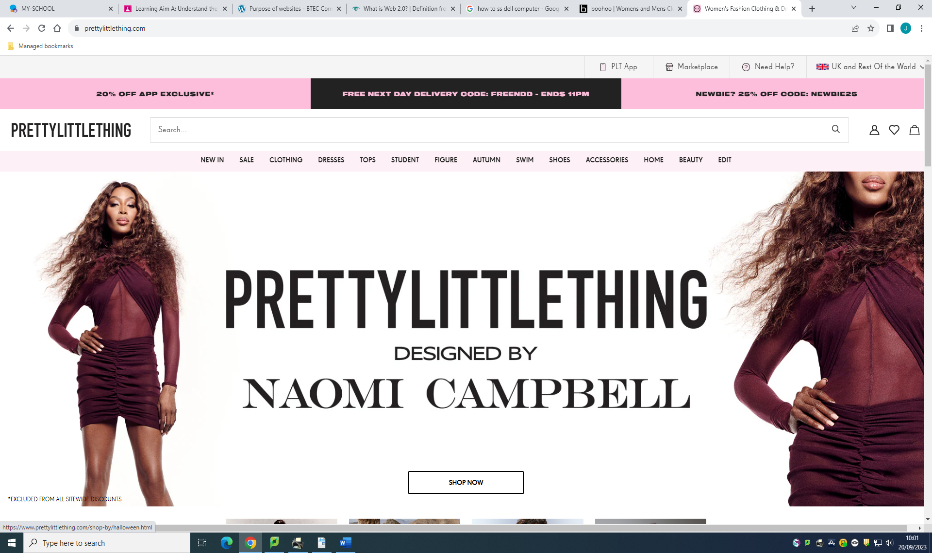 MY SCHOOL
Learning Aim A: Understand the
Purpose of websites - BTEC Com
What is Web 2.0? | Definition fr
how to ss dell computer - Goog
boohoo | Womens and Mens Cl
Women's Fashion Clothing & D
prettylittlething.com
Managed bookmarks
PLT App
Marketplace
Need Help?
UK and Rest Of the World
20% OFF APP EXCLUSIVE*
FREE NEXT DAY DELIVERY CODE: FREENDD - ENDS 11PM
NEWBIE? 25% OFF CODE: NEWBIE25
PRETTYLITTLETHING
Search...
NEW IN SALE CLOTHING DRESSES TOPS STUDENT FIGURE AUTUMN SWIM SHOES ACCESSORIES HOME BEAUTY EDIT
PRETTYLITTLETHING
DESIGNED BY
NAOMI CAMPBELL
SHOP NOW
*EXCLUDED FROM ALL SITEWIDE DISCOUNTS
https://www.prettylittlething.com/shop-by/halloween.html
Type here to search
10:01
20/09/2023